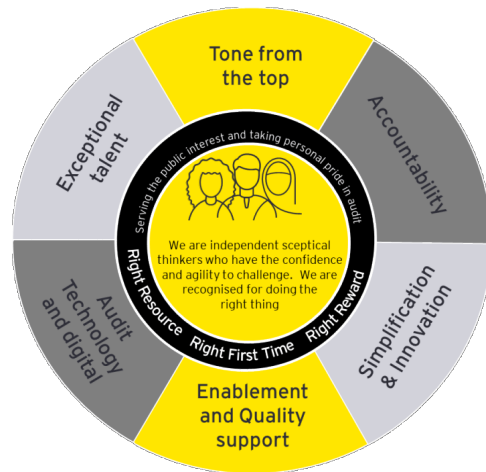 Tone from
the top
Accountability
Simplification
& Innovation
Enablement
and Quality
support
Audit
Technology
and digital
Exceptional
talent
Serving the public interest and taking personal pride in audit
We are independent sceptical
thinkers who have the confidence
and agility to challenge. We are
recognised for doing the
right thing
Right Resource
Right First Time
Right Reward